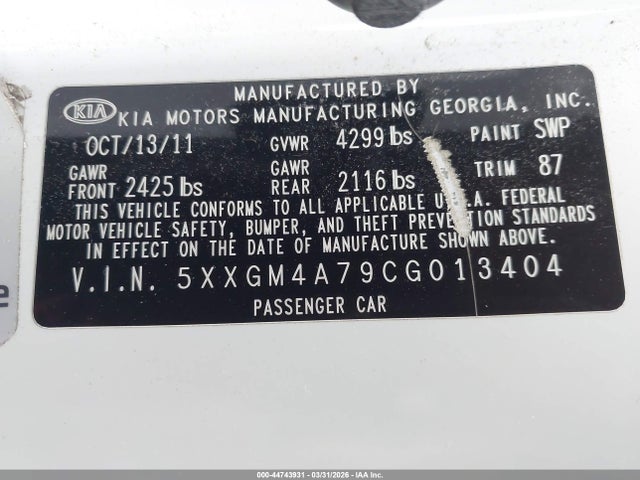 MANUFACTURED BY
KIA KIA MOTORS MANUFACTURING GEORGIA, INC.
OCT/13/11 GVWR 4299 lbs PAINT SWP
GAWR FRONT 2425 lbs GAWR REAR 2116 lbs TRIM 87
THIS VEHICLE CONFORMS TO ALL APPLICABLE U.S.A. FEDERAL
MOTOR VEHICLE SAFETY, BUMPER, AND THEFT PREVENTION STANDARDS
IN EFFECT ON THE DATE OF MANUFACTURE SHOWN ABOVE.
V.I.N. 5XXGM4A79CG013404
PASSENGER CAR
000-44743931 - 03/31/2026 - IAA Inc.